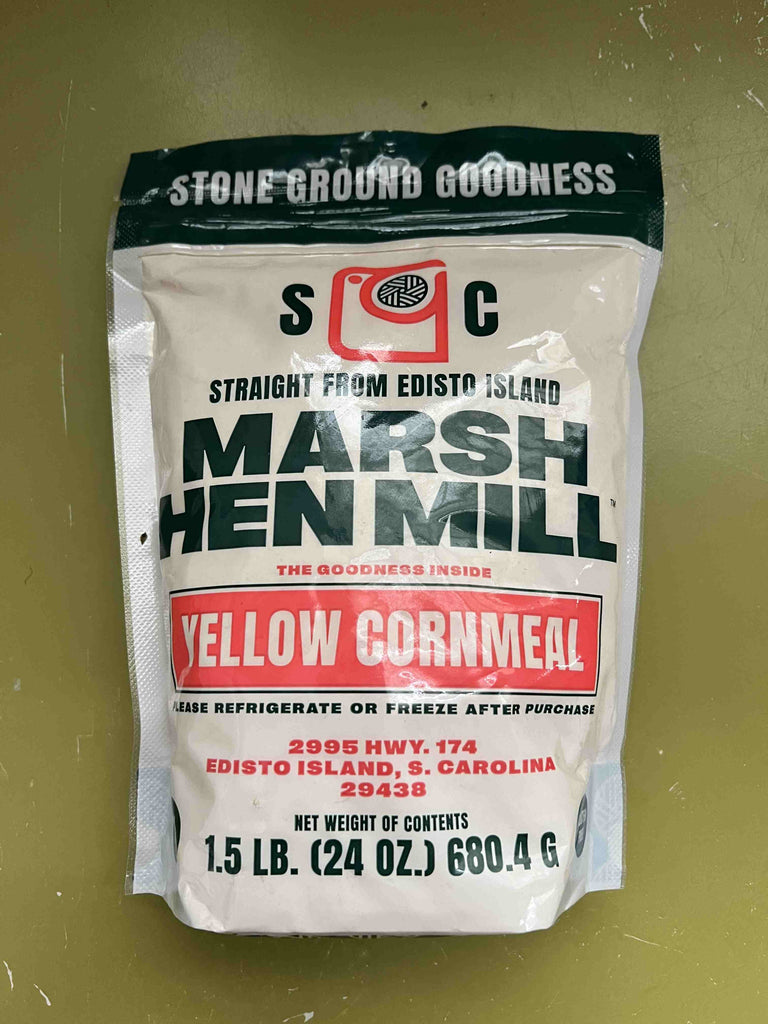 STONE GROUND GOODNESS
S C
STRAIGHT FROM EDISTO ISLAND
MARSH
HEN MILL™
THE GOODNESS INSIDE
YELLOW CORNMEAL
PLEASE REFRIGERATE OR FREEZE AFTER PURCHASE
2995 HWY. 174
EDISTO ISLAND, S. CAROLINA
29438
NET WEIGHT OF CONTENTS
1.5 LB. (24 OZ.) 680.4 G